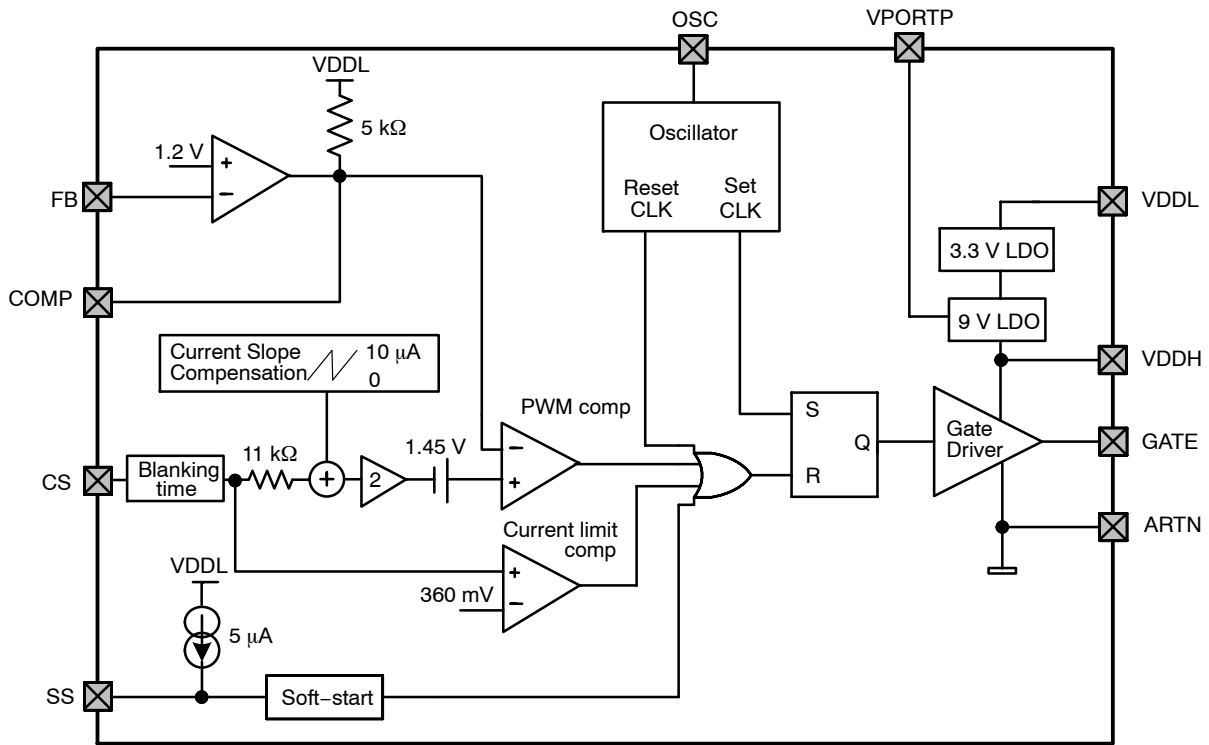 OSC
VPORTP
VDDL
5 kΩ
Oscillator
1.2 V
+
−
Reset
CLK
Set
CLK
FB
VDDL
3.3 V LDO
COMP
9 V LDO
Current Slope
Compensation
10 μA
0
VDDH
PWM comp
S
Q
R
Gate
Driver
GATE
1.45 V
−
+
11 kΩ
CS
Blanking
time
+
2
Current limit
comp
ARTN
VDDL
+
−
360 mV
5 μA
SS
Soft−start